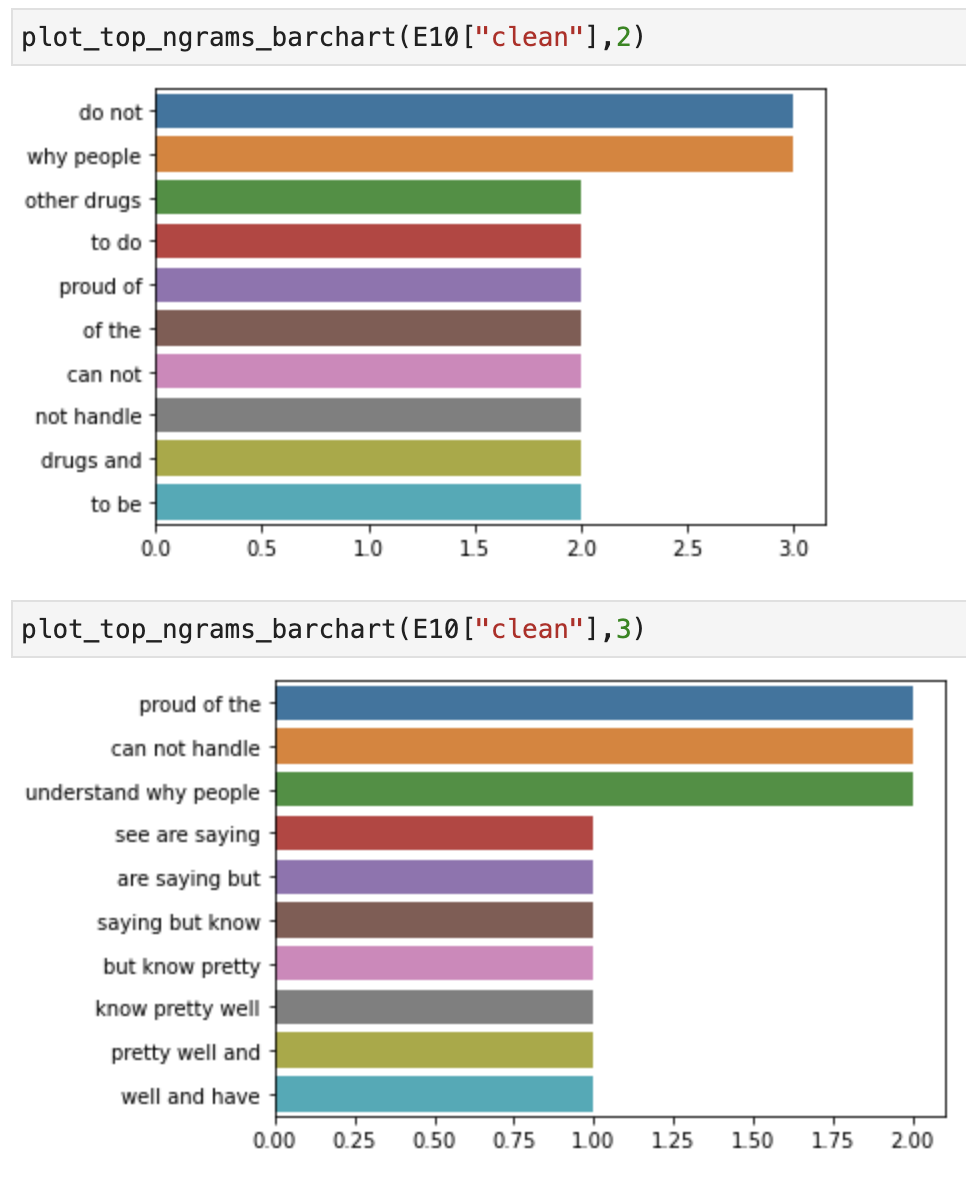 plot_top_ngrams_barchart(E10["clean"],2)
do not
why people
other drugs
to do
proud of
of the
can not
not handle
drugs and
to be
0.0 0.5 1.0 1.5 2.0 2.5 3.0
plot_top_ngrams_barchart(E10["clean"],3)
proud of the
can not handle
understand why people
see are saying
are saying but
saying but know
but know pretty
know pretty well
pretty well and
well and have
0.00 0.25 0.50 0.75 1.00 1.25 1.50 1.75 2.00